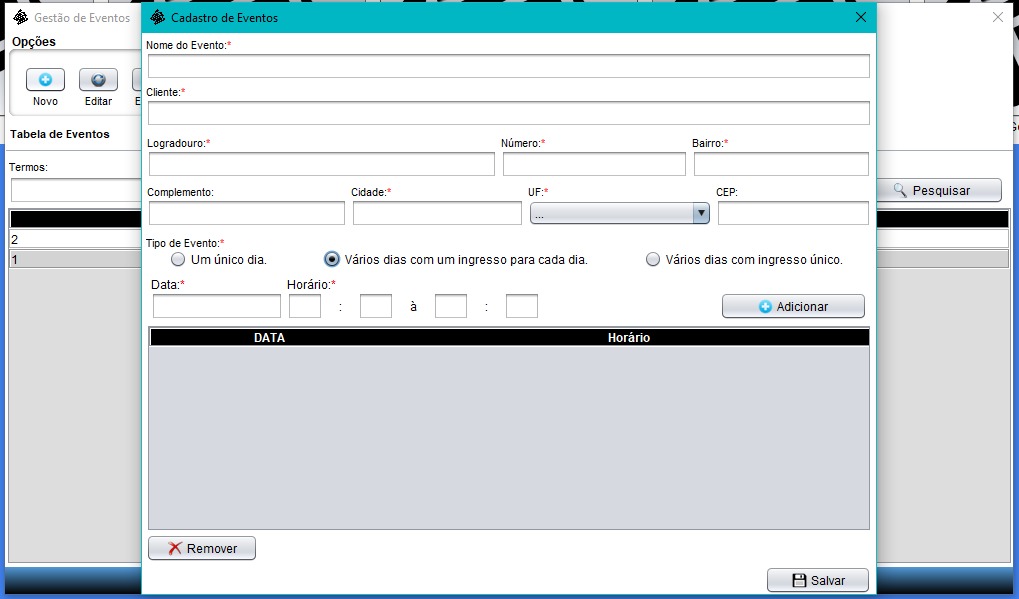 Gestão de Eventos
Cadastro de Eventos
Opções
Novo
Editar
E
Tabela de Eventos
Termos:
Pesquisar
2
1
Nome do Evento:*
Cliente:*
Logradouro:*
Número:*
Bairro:*
Complemento:
Cidade:*
UF:*
CEP:
...
Tipo de Evento:*
Um único dia.
Vários dias com um ingresso para cada dia.
Vários dias com ingresso único.
Data:*
Horário:*
: à :
Adicionar
DATA
Horário
Remover
Salvar